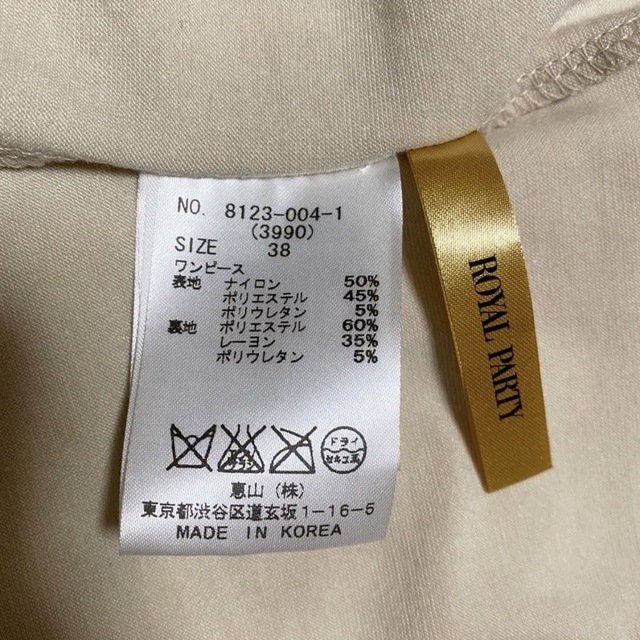 NO. 8123-004-1
(3990)
SIZE 38
ワンピース
表地 ナイロン 50%
ポリエステル 45%
ポリウレタン 5%
裏地 ポリエステル 60%
レーヨン 35%
ポリウレタン 5%
ドライ
セキユ系
恵山(株)
東京都渋谷区道玄坂1-16-5
MADE IN KOREA
ROYAL PARTY